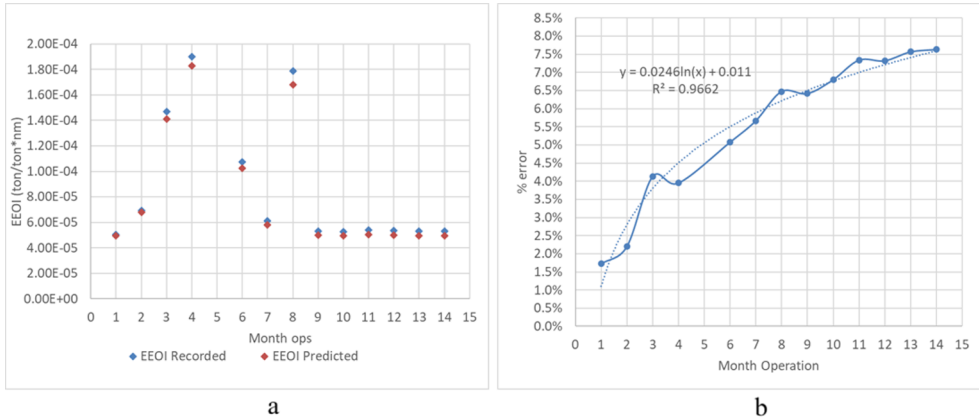 2.00E-04
1.80E-04
1.60E-04
1.40E-04
1.20E-04
1.00E-04
8.00E-05
6.00E-05
4.00E-05
2.00E-05
0.00E+00
EEOI (ton/ton*nm)
0 1 2 3 4 5 6 7 8 9 10 11 12 13 14 15
Month ops
EEOI Recorded EEOI Predicted
a
8.5%
8.0%
7.5%
7.0%
6.5%
6.0%
5.5%
5.0%
4.5%
4.0%
3.5%
3.0%
2.5%
2.0%
1.5%
1.0%
0.5%
0.0%
% error
y = 0.0246ln(x) + 0.011
R² = 0.9662
0 1 2 3 4 5 6 7 8 9 10 11 12 13 14 15
Month Operation
b